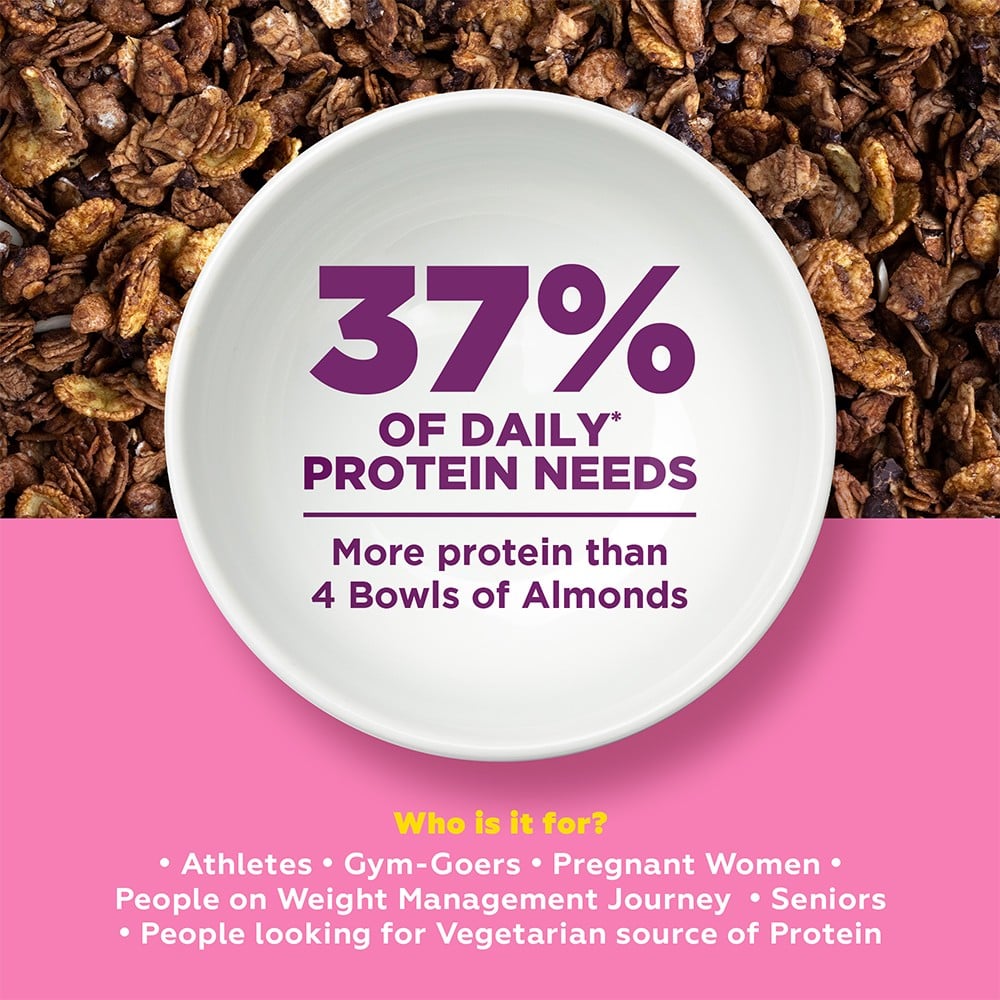 37%
OF DAILY*
PROTEIN NEEDS
More protein than
4 Bowls of Almonds
Who is it for?
• Athletes • Gym-Goers • Pregnant Women •
People on Weight Management Journey • Seniors
• People looking for Vegetarian source of Protein